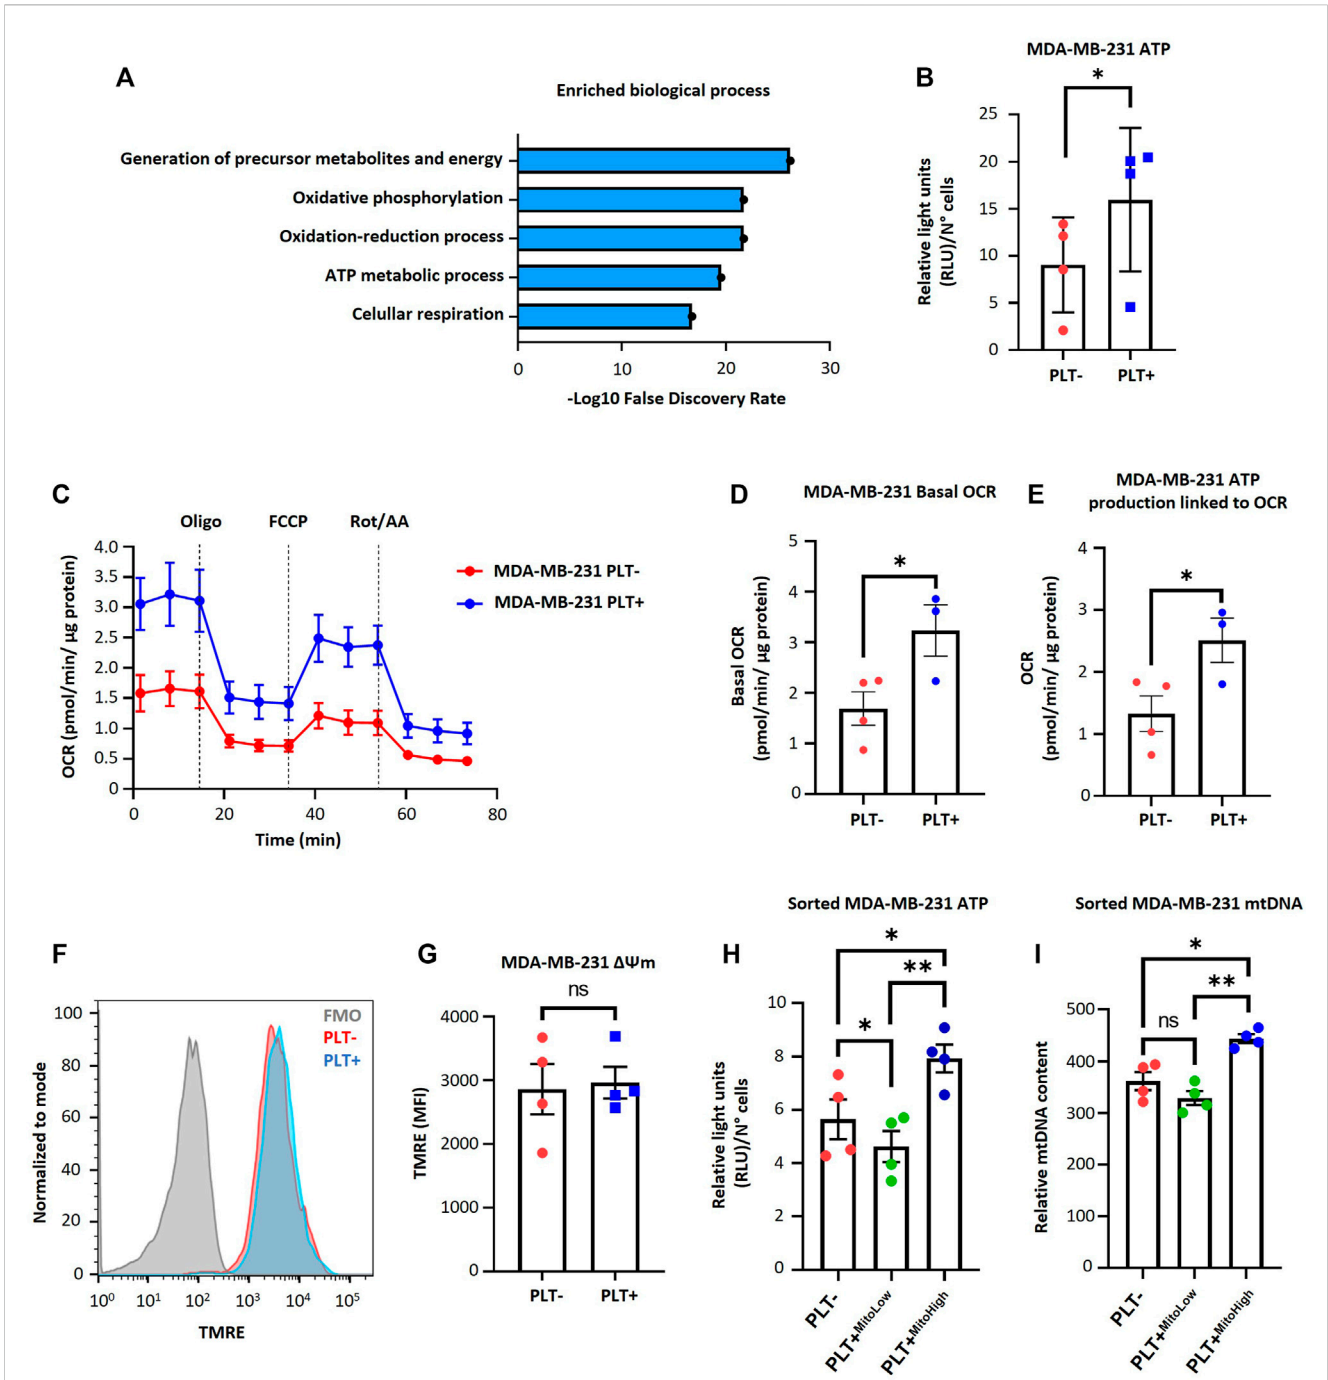 A
Enriched biological process
Generation of precursor metabolites and energy
Oxidative phosphorylation
Oxidation-reduction process
ATP metabolic process
Celullar respiration
0 10 20 30
-Log10 False Discovery Rate
B
MDA-MB-231 ATP
*
Relative light units
(RLU)/N° cells
25
20
15
10
5
0
PLT- PLT+
C
Oligo FCCP Rot/AA
OCR (pmol/min/ µg protein)
4.0
3.5
3.0
2.5
2.0
1.5
1.0
0.5
0
0 20 40 60 80
Time (min)
MDA-MB-231 PLT-
MDA-MB-231 PLT+
D
MDA-MB-231 Basal OCR
*
Basal OCR
(pmol/min/ µg protein)
5
4
3
2
1
0
PLT- PLT+
E
MDA-MB-231 ATP
production linked to OCR
*
OCR
(pmol/min/ µg protein)
4
3
2
1
0
PLT- PLT+
F
Normalized to mode
100
80
60
40
20
0
FMO
PLT-
PLT+
10⁰ 10¹ 10² 10³ 10⁴ 10⁵
TMRE
G
MDA-MB-231 ΔΨm
ns
TMRE (MFI)
4000
3000
2000
1000
0
PLT- PLT+
H
Sorted MDA-MB-231 ATP
*
**
*
Relative light units
(RLU)/N° cells
10
8
6
4
2
0
PLT-
PLT+MitoLow
PLT+MitoHigh
I
Sorted MDA-MB-231 mtDNA
*
**
ns
Relative mtDNA content
500
400
300
200
100
0
PLT-
PLT+MitoLow
PLT+MitoHigh